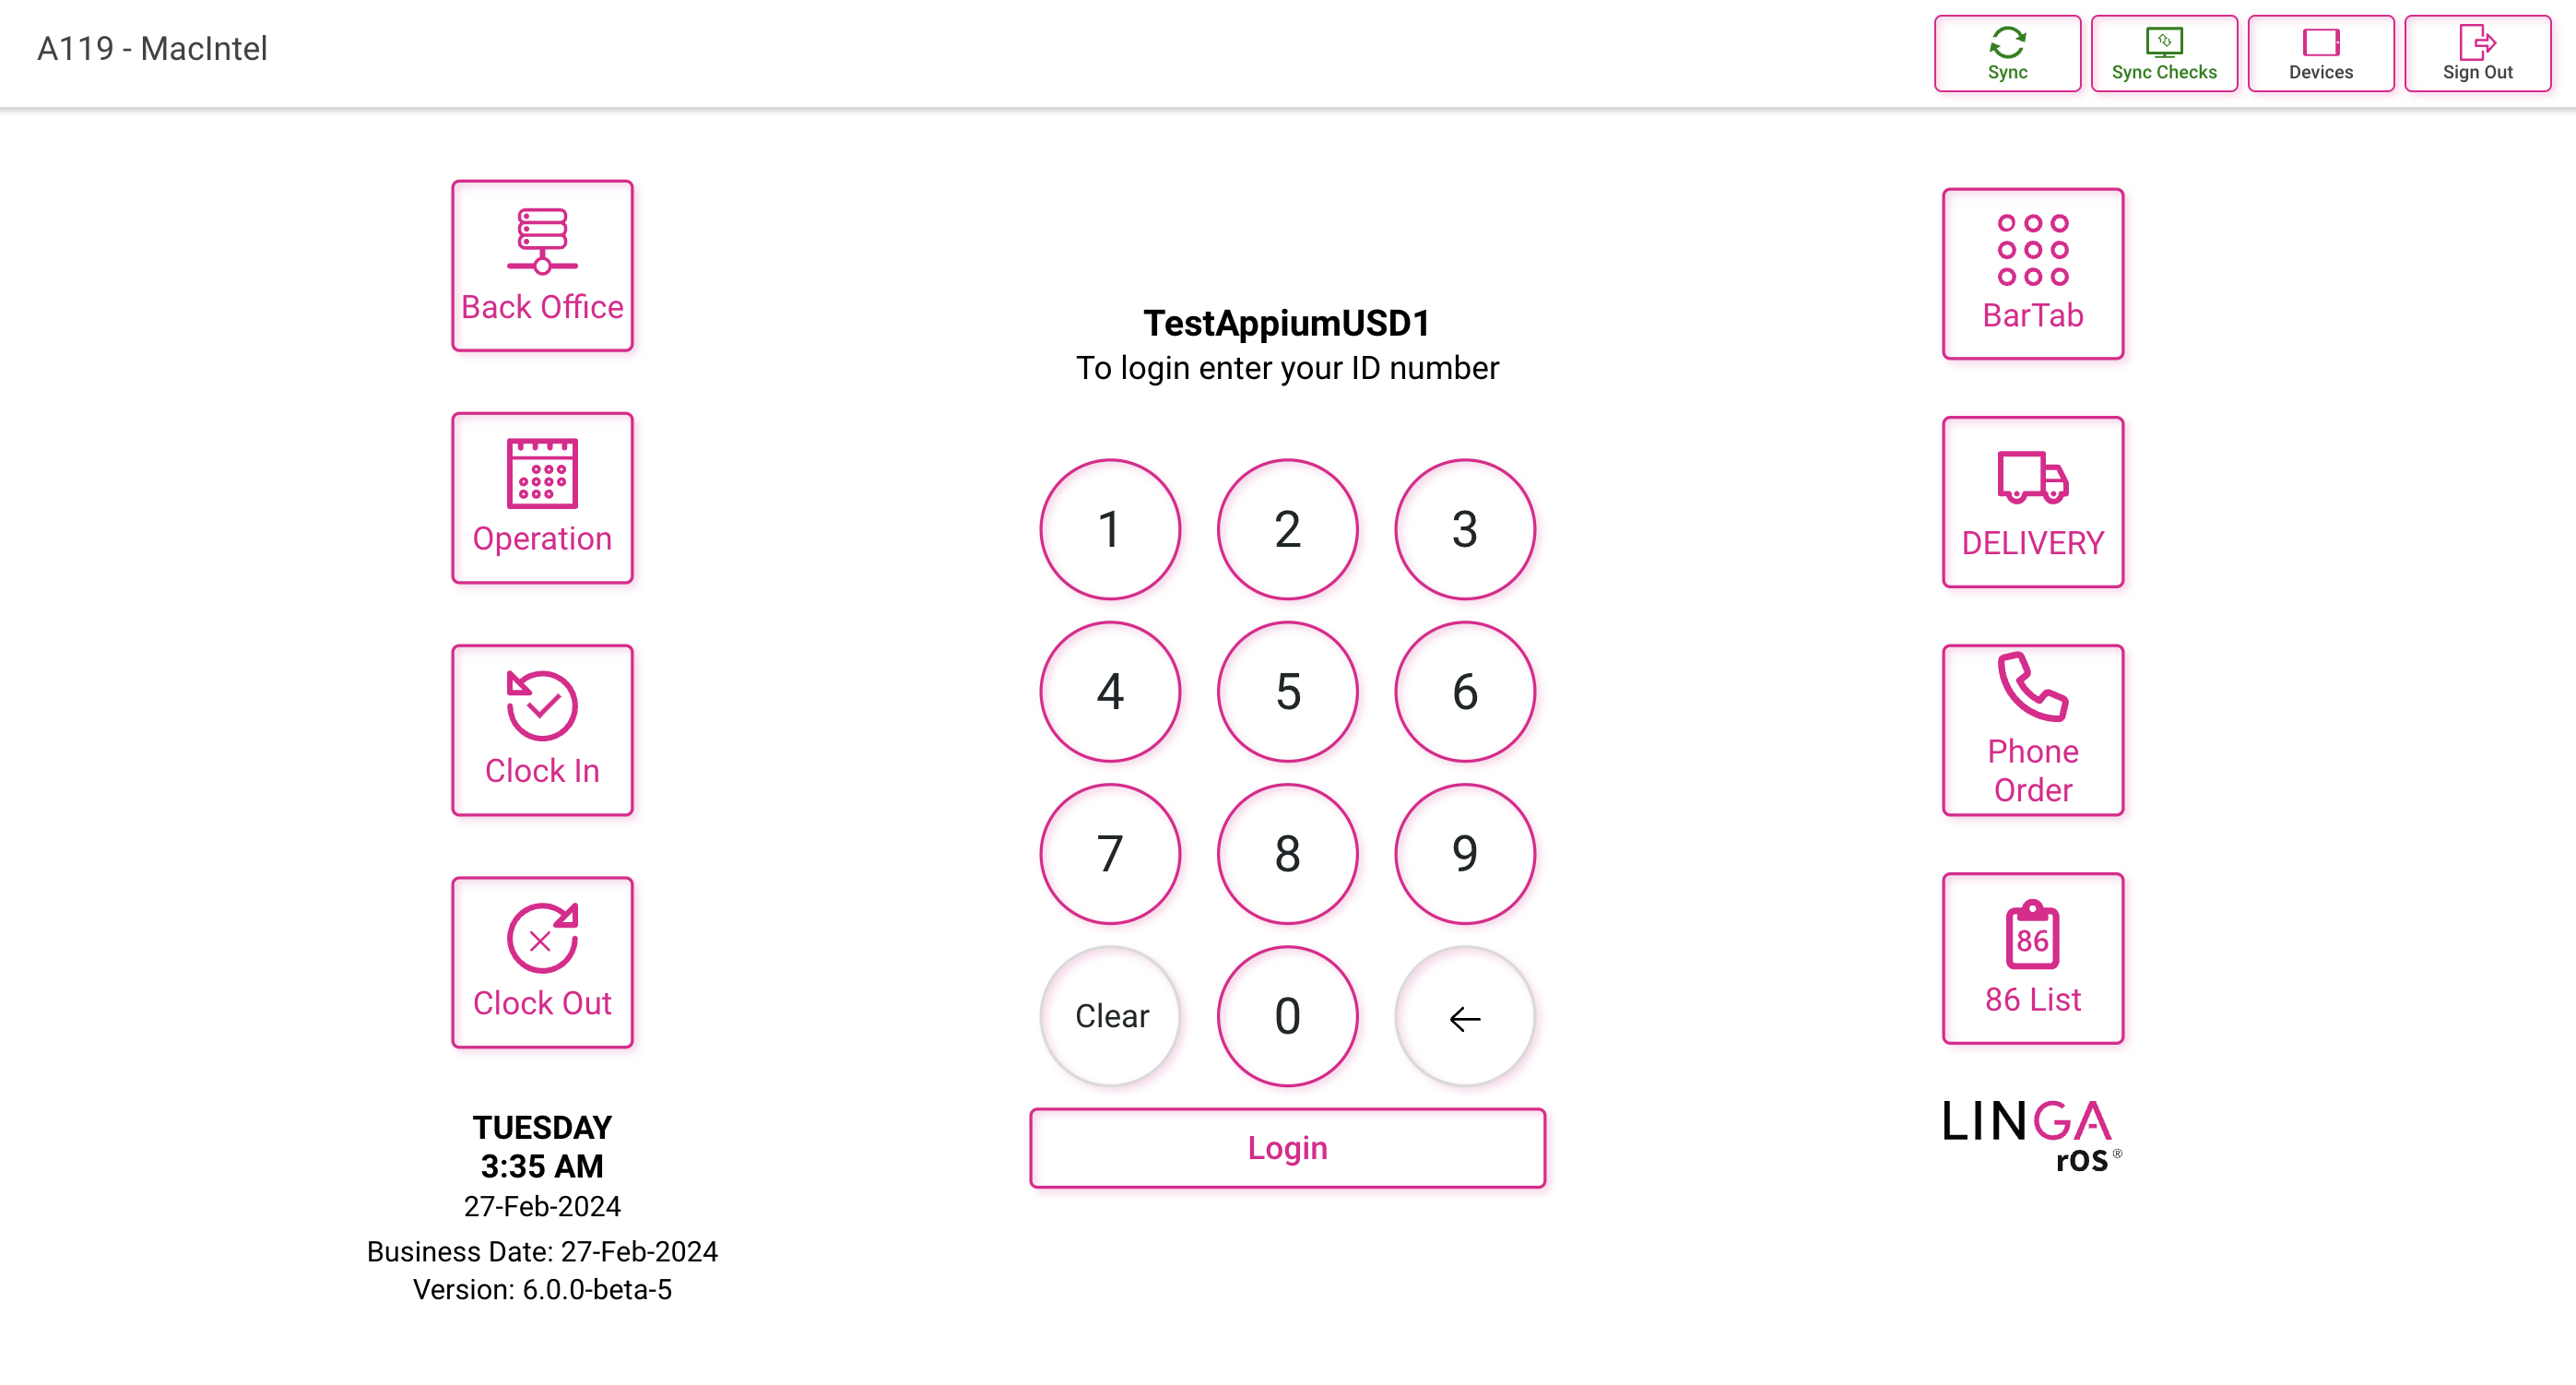 A119 - MacIntel
Sync
Sync Checks
Devices
Sign Out
Back Office
Operation
Clock In
Clock Out
TUESDAY
3:35 AM
27-Feb-2024
Business Date: 27-Feb-2024
Version: 6.0.0-beta-5
TestAppiumUSD1
To login enter your ID number
1 2 3
4 5 6
7 8 9
Clear 0 ←
Login
BarTab
DELIVERY
Phone
Order
86
86 List
LINGA
rOS®